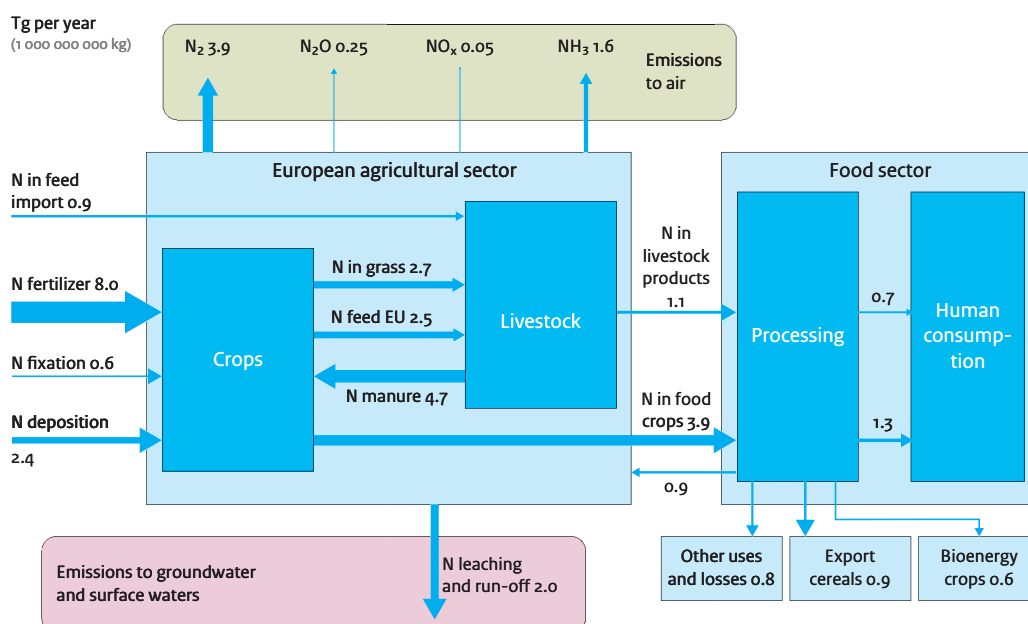 Tg per year
(1 000 000 000 kg)
N₂ 3.9
N₂O 0.25
NOₓ 0.05
NH₃ 1.6
Emissions
to air
European agricultural sector
Food sector
N in feed
import 0.9
N fertilizer 8.0
N fixation 0.6
N deposition
2.4
Crops
N in grass 2.7
N feed EU 2.5
N manure 4.7
Livestock
N in
livestock
products
1.1
N in food
crops 3.9
0.9
Processing
0.7
1.3
Human
consump-
tion
Other uses
and losses 0.8
Export
cereals 0.9
Bioenergy
crops 0.6
Emissions to groundwater
and surface waters
N leaching
and run-off 2.0